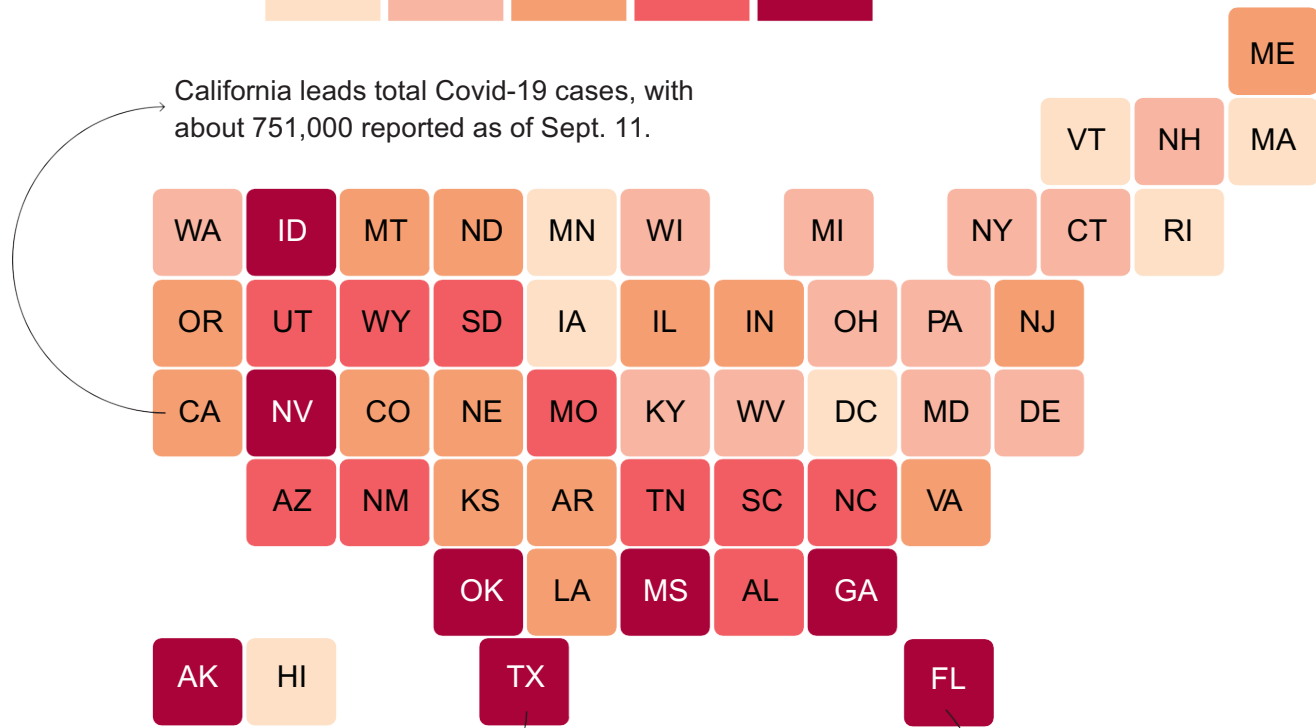 ME
California leads total Covid-19 cases, with
about 751,000 reported as of Sept. 11.
VT NH MA
WA ID MT ND MN WI MI NY CT RI
OR UT WY SD IA IL IN OH PA NJ
CA NV CO NE MO KY WV DC MD DE
AZ NM KS AR TN SC NC VA
OK LA MS AL GA
AK HI TX FL